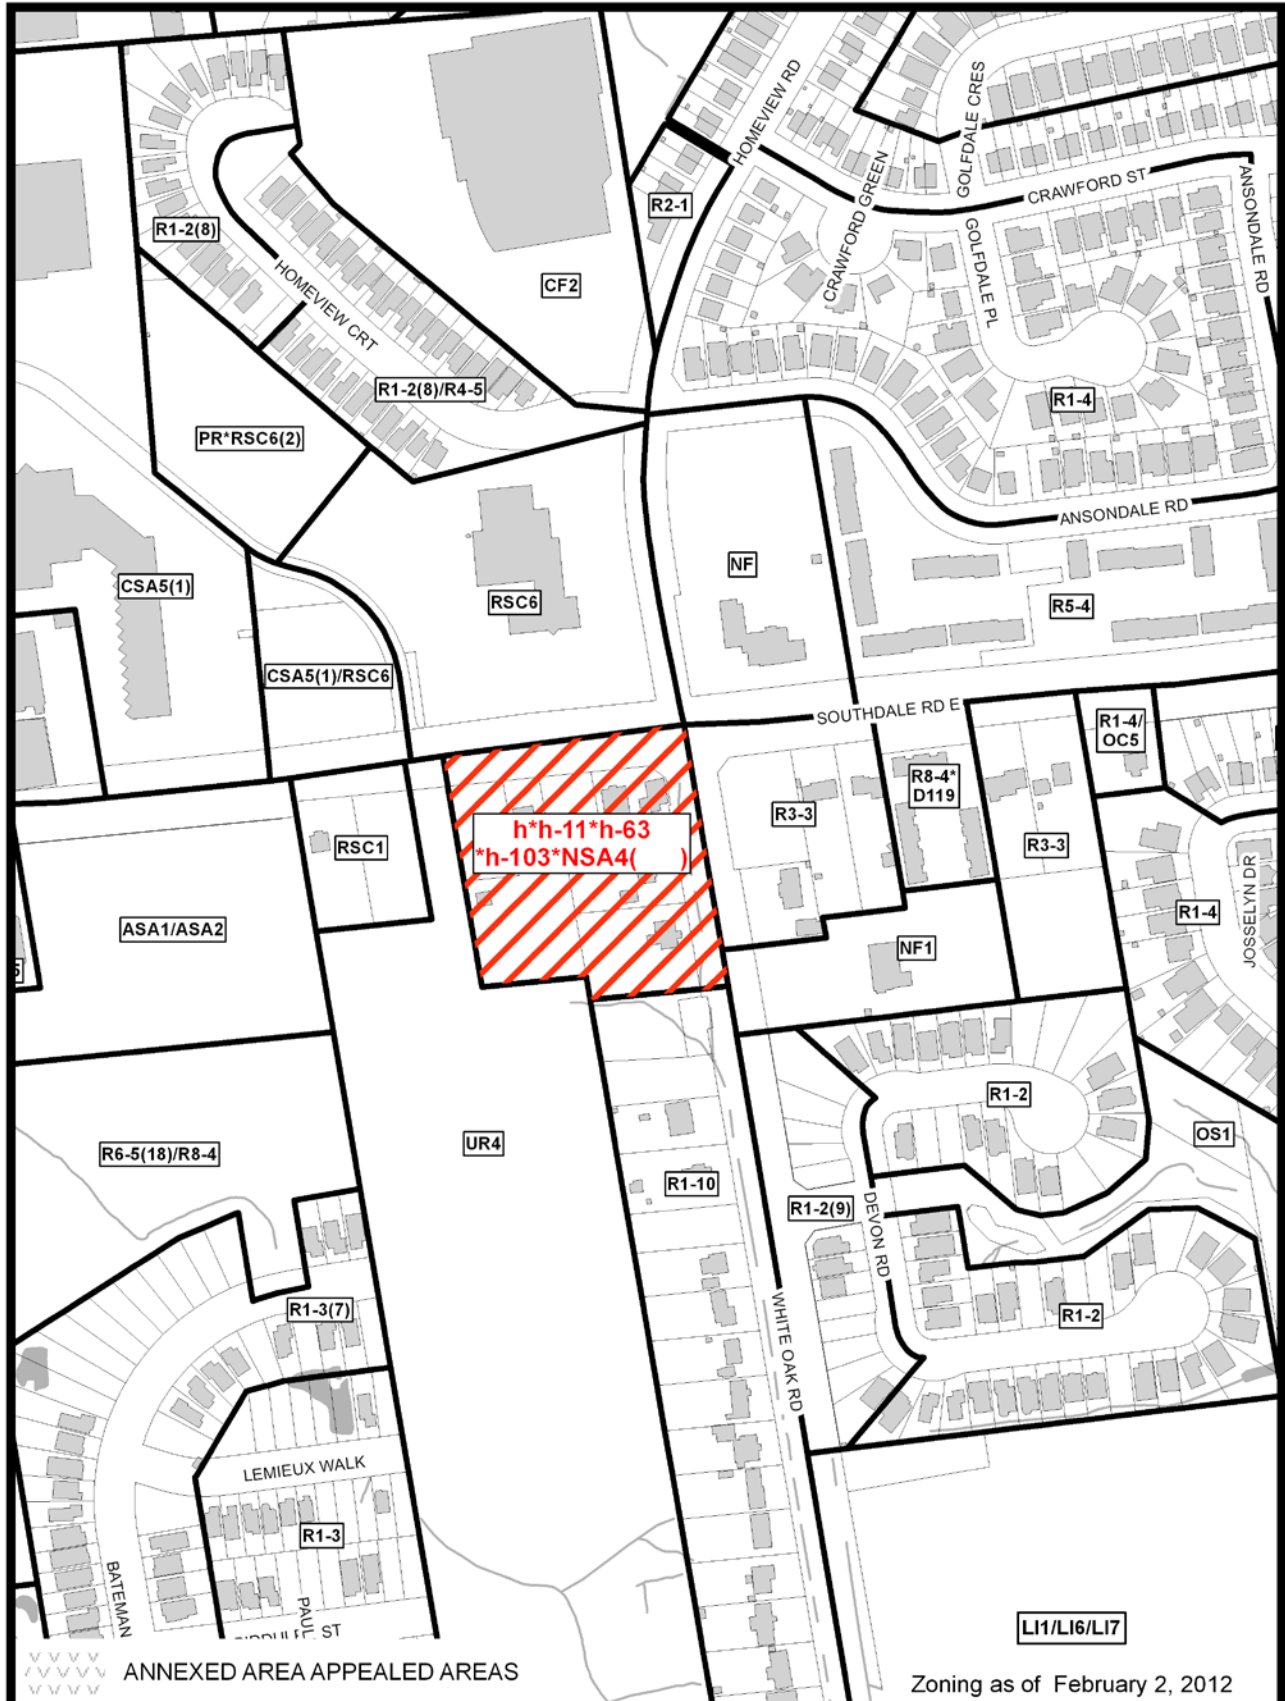 HOMEVIEW RD
GOLFDALE CRES
CRAWFORD GREEN
CRAWFORD ST
ANSONDALE RD
R2-1
R1-2(8)
GOLFDALE PL
HOMEVIEW CRT
CF2
R1-2(8)/R4-5
R1-4
PR*RSC6(2)
ANSONDALE RD
NF
CSA5(1)
RSC6
R5-4
CSA5(1)/RSC6
SOUTHDALE RD E
R1-4/
OC5
R8-4*
D119
R3-3
h*h-11*h-63
*h-103*NSA4( )
RSC1
R3-3
R1-4
JOSSELYN DR
ASA1/ASA2
NF1
R1-2
OS1
UR4
R6-5(18)/R8-4
R1-10
R1-2(9)
DEVON RD
R1-3(7)
WHITE OAK RD
R1-2
LEMIEUX WALK
R1-3
BATEMAN
PAUL
ST
LI1/LI6/LI7
ANNEXED AREA APPEALED AREAS
Zoning as of February 2, 2012